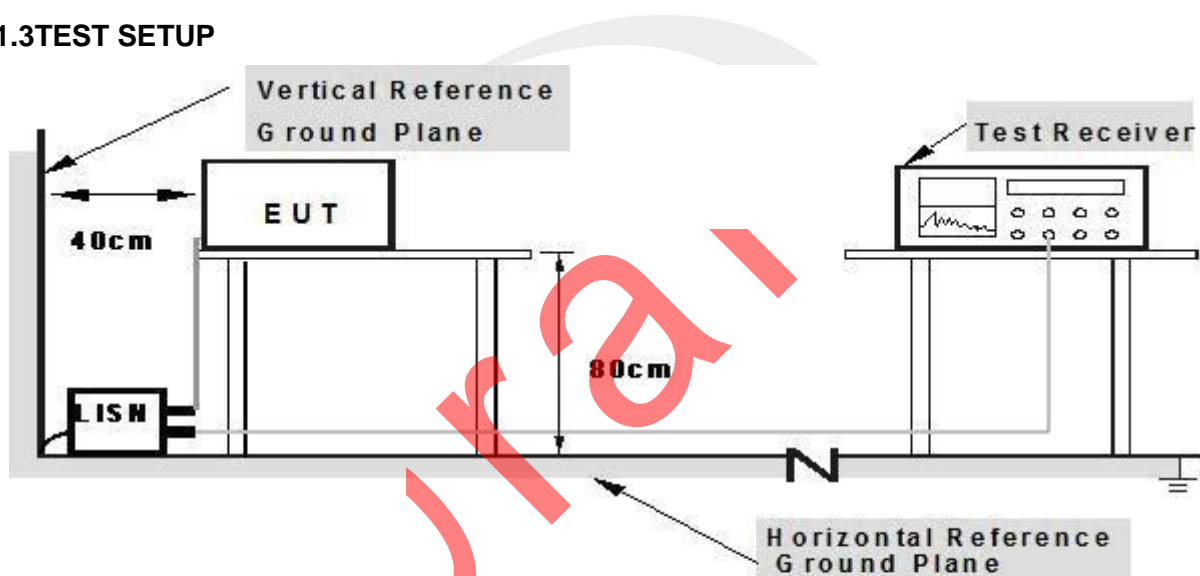 1.3TEST SETUP
Vertical Reference
Ground Plane
Test Receiver
EUT
40cm
80cm
LISN
Horizontal Reference
Ground Plane